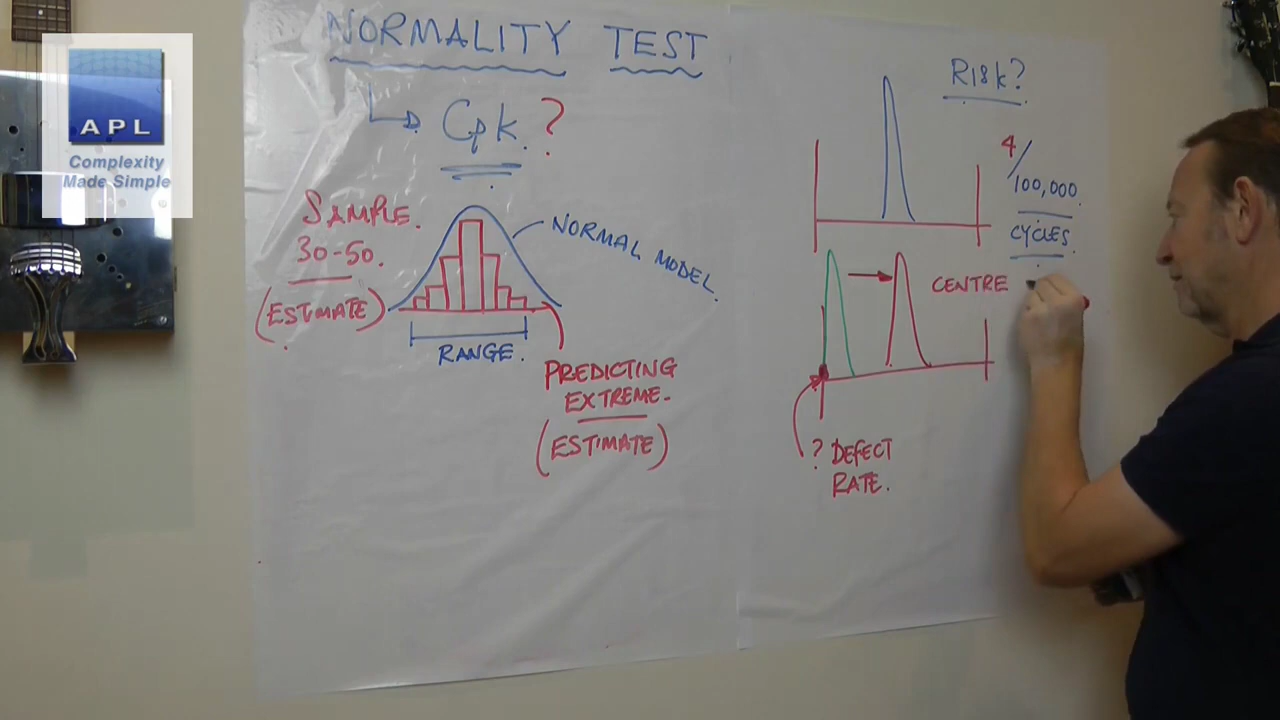 APL
Complexity
Made Simple
NORMALITY TEST
Cpk ?
SAMPLE.
30-50.
(ESTIMATE)
NORMAL MODEL.
RANGE.
PREDICTING
EXTREME.
(ESTIMATE)
RISK?
4/
100,000
CYCLES.
CENTRE
? DEFECT
RATE.